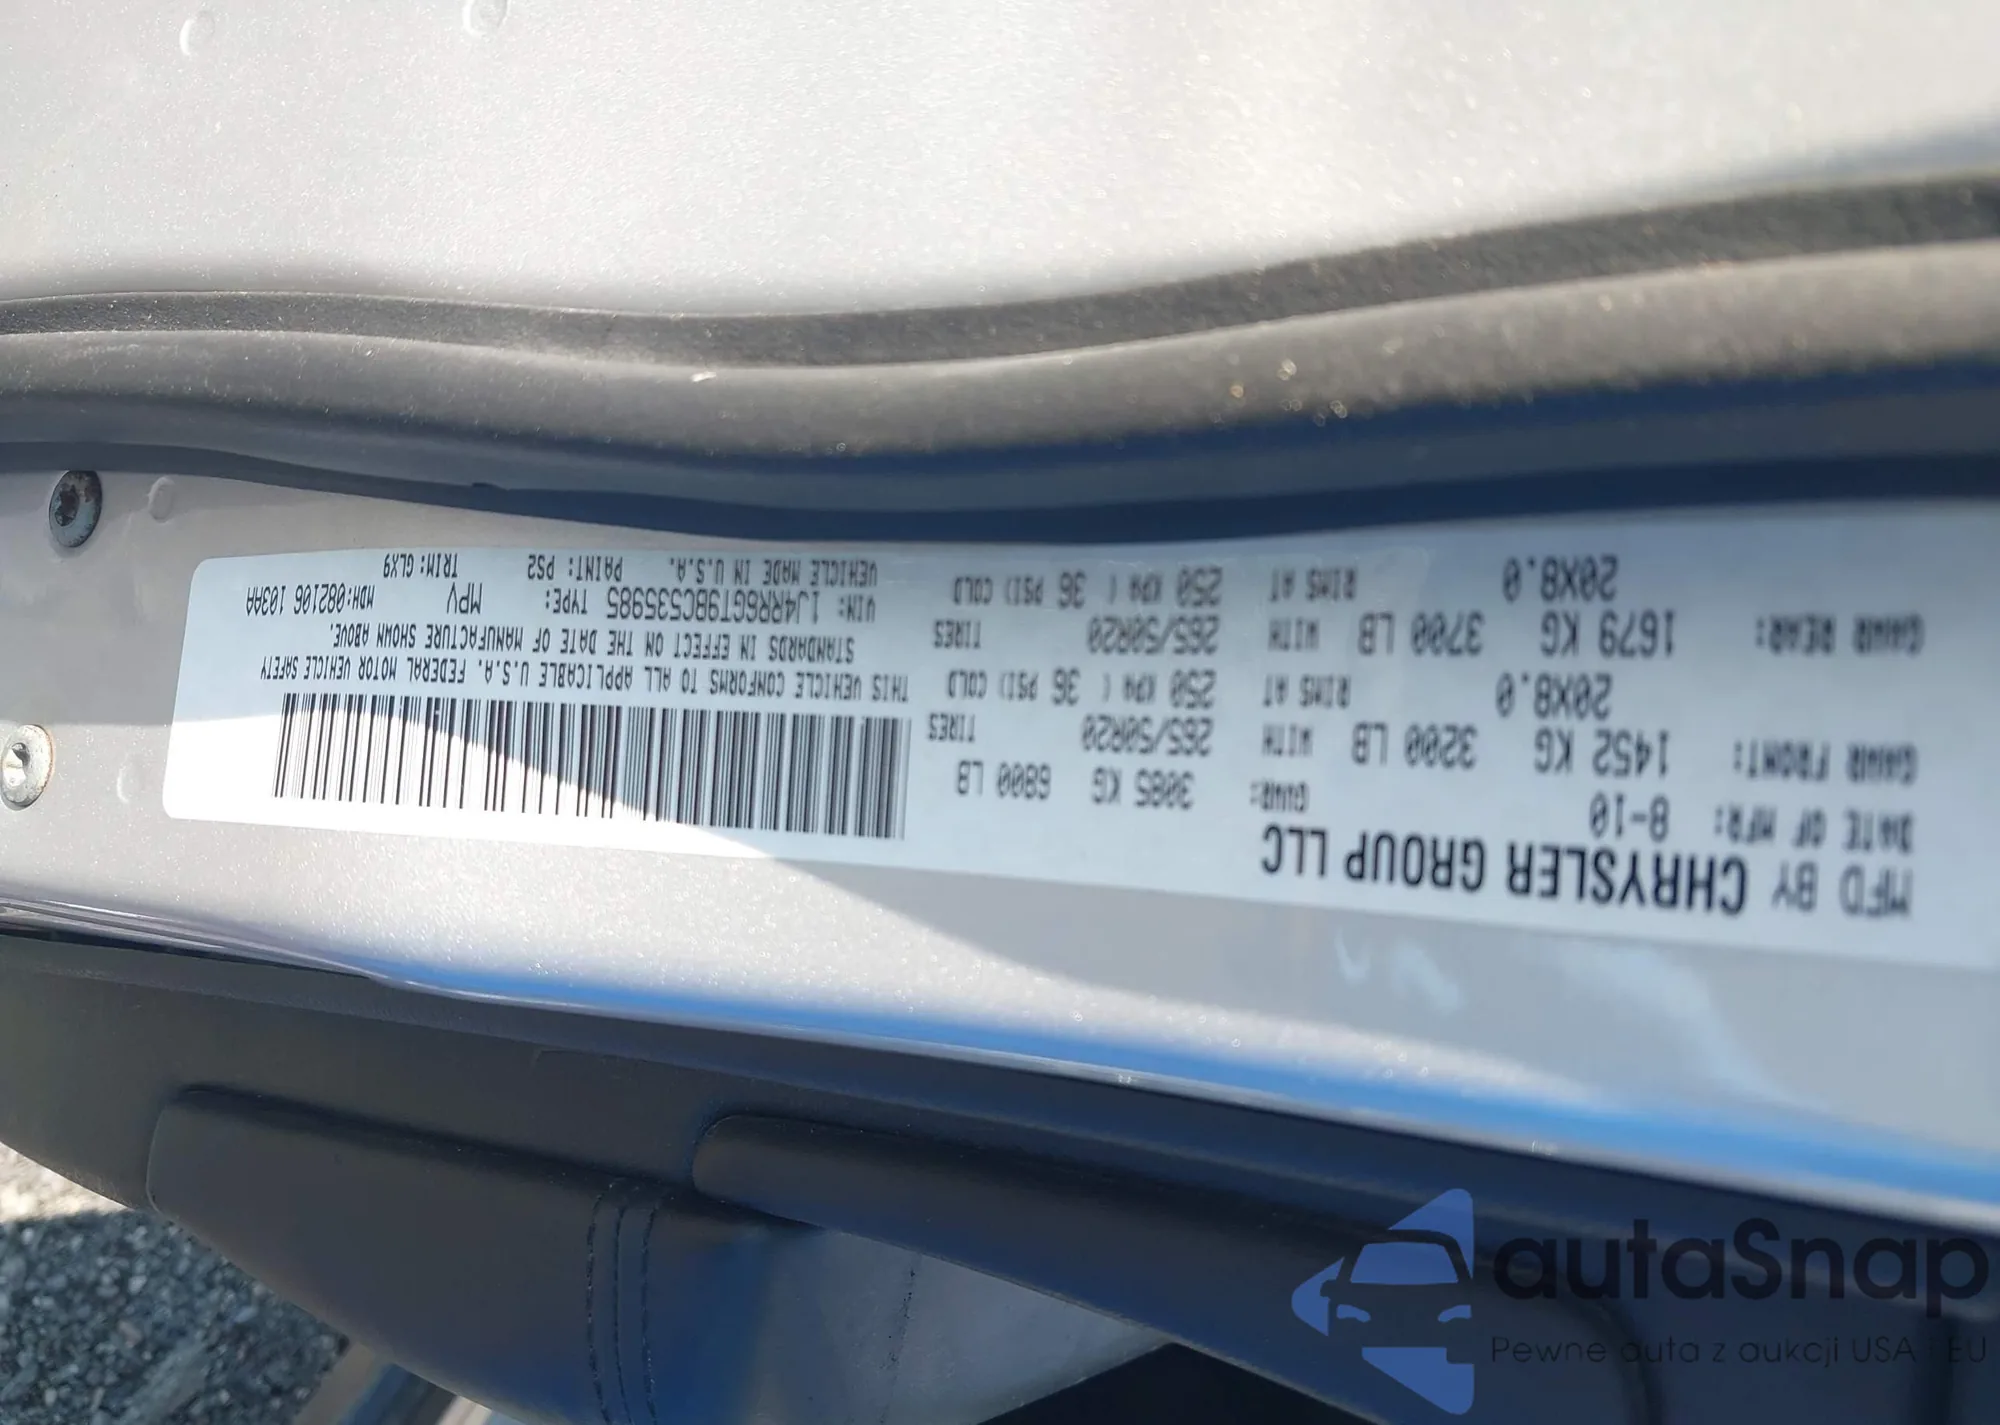 MFD BY CHRYSLER GROUP LLC
DATE OF MFR: 8-10 GVWR: 3085 KG 6800 LB
GAWR FRONT: 1452 KG 3200 LB WITH 265/50R20 TIRES
20X8.0 RIMS AT 250 KPA ( 36 PSI) COLD
GAWR REAR: 1679 KG 3700 LB WITH 265/50R20 TIRES
20X8.0 RIMS AT 250 KPA ( 36 PSI) COLD
THIS VEHICLE CONFORMS TO ALL APPLICABLE U.S.A. FEDERAL MOTOR VEHICLE SAFETY
STANDARDS IN EFFECT ON THE DATE OF MANUFACTURE SHOWN ABOVE.
VIN: 1J4RR6GT9BC535985 TYPE: MPV MDH:082106 103AA
VEHICLE MADE IN U.S.A. PAINT: PS2 TRIM: GLX9
autaSnap
Pewne auta z aukcji USA i EU